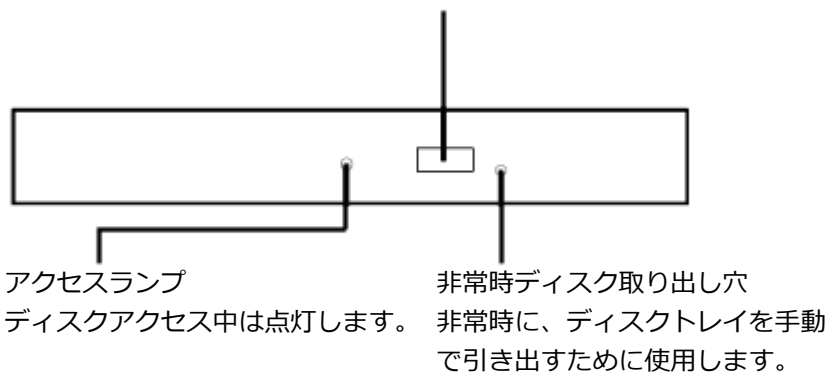 アクセスランプ
ディスクアクセス中は点灯します。
非常時ディスク取り出し穴
非常時に、ディスクトレイを手動
で引き出すために使用します。